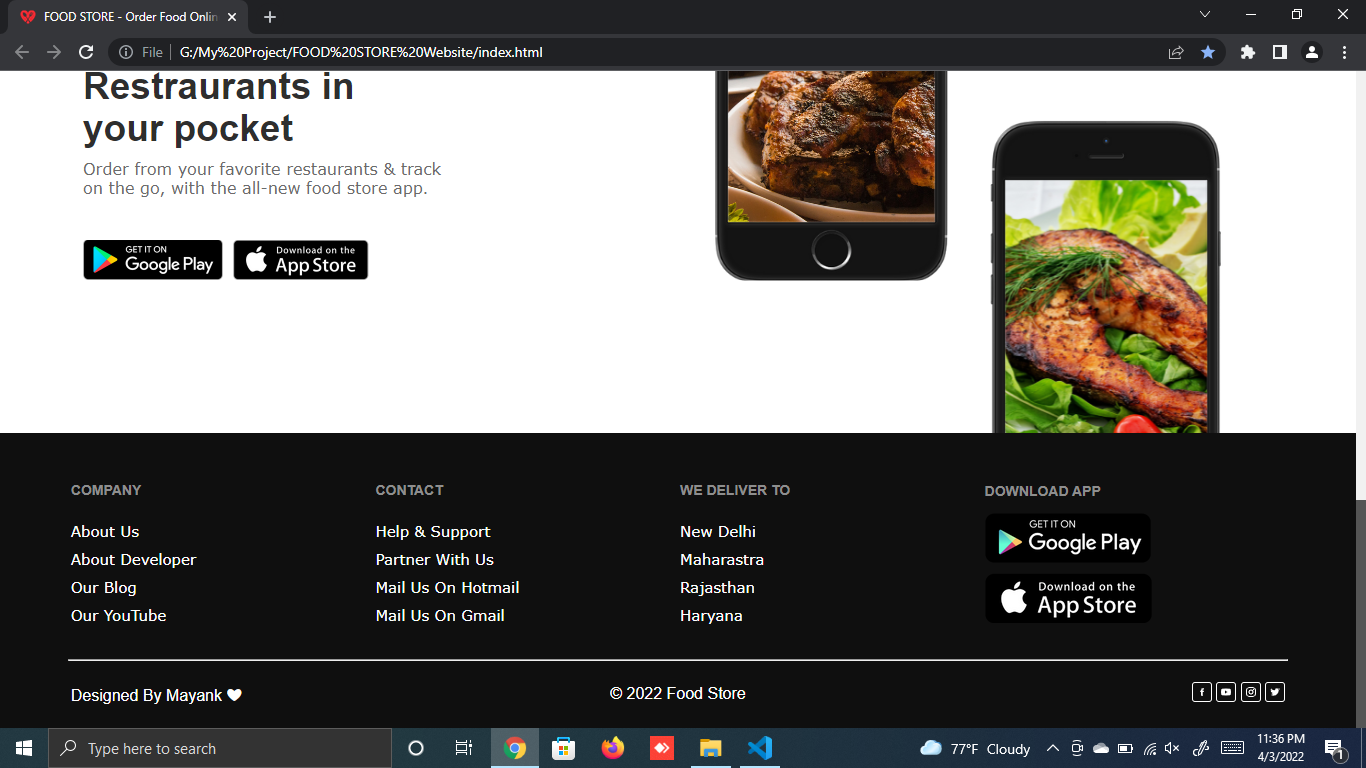 FOOD STORE - Order Food Onlin
File
G:/My%20Project/FOOD%20STORE%20Website/index.html
Restraurants in
your pocket
Order from your favorite restaurants & track
on the go, with the all-new food store app.
GET IT ON
Google Play
Download on the
App Store
COMPANY
About Us
About Developer
Our Blog
Our YouTube
CONTACT
Help & Support
Partner With Us
Mail Us On Hotmail
Mail Us On Gmail
WE DELIVER TO
New Delhi
Maharastra
Rajasthan
Haryana
DOWNLOAD APP
GET IT ON
Google Play
Download on the
App Store
Designed By Mayank
© 2022 Food Store
Type here to search
77°F Cloudy
11:36 PM
4/3/2022
1